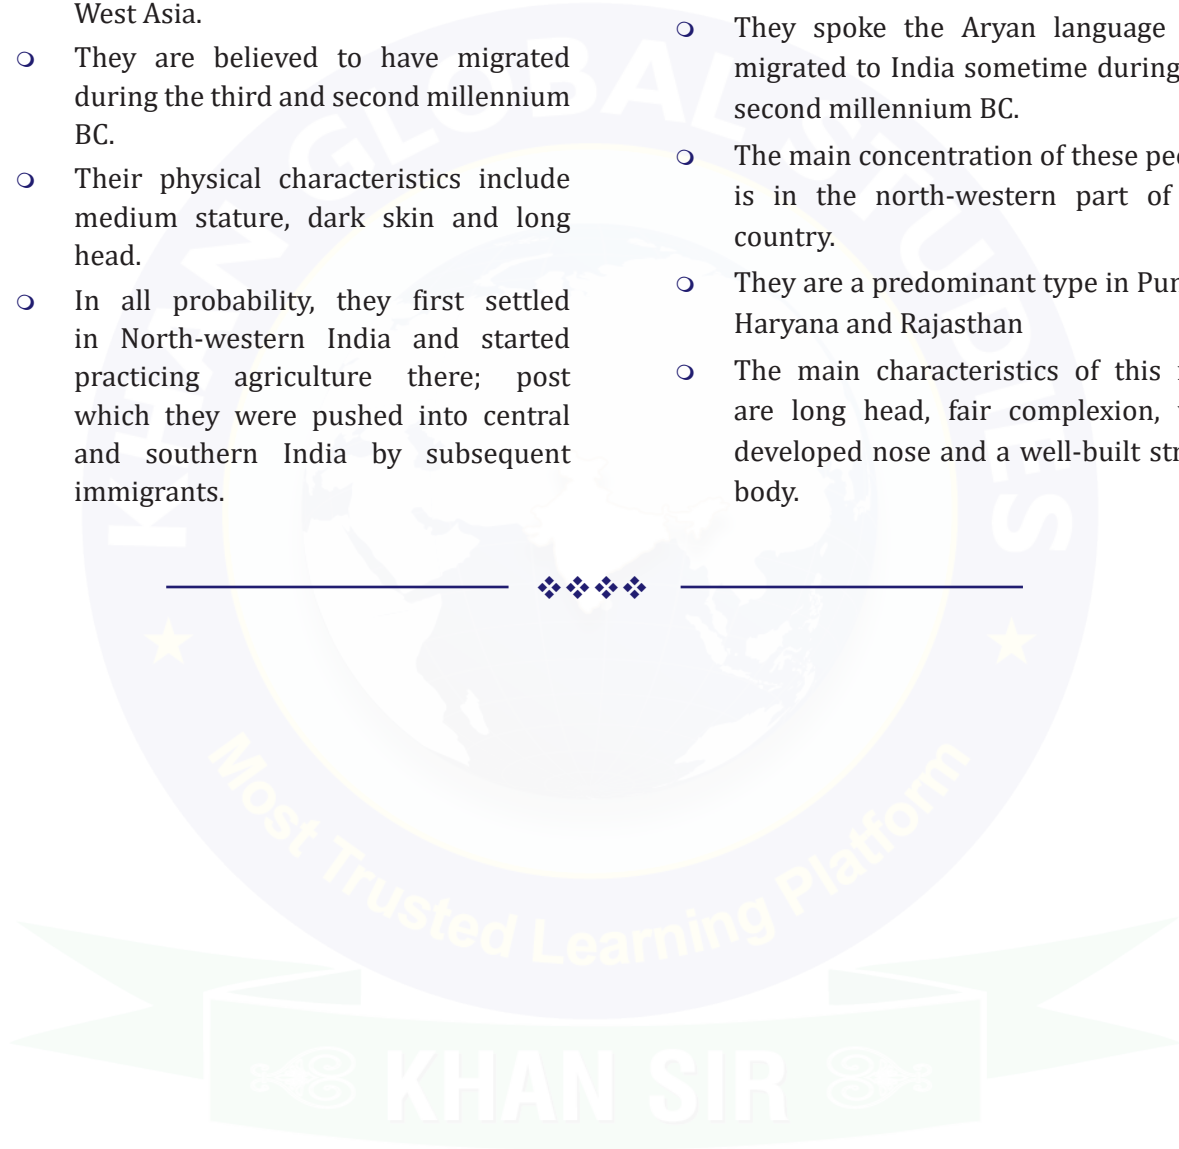 West Asia.
❍ They are believed to have migrated
during the third and second millennium
BC.
❍ Their physical characteristics include
medium stature, dark skin and long
head.
❍ In all probability, they first settled
in North-western India and started
practicing agriculture there; post
which they were pushed into central
and southern India by subsequent
immigrants.
❍ They spoke the Aryan language
migrated to India sometime during
second millennium BC.
❍ The main concentration of these
is in the north-western part of
country.
❍ They are a predominant type in
Haryana and Rajasthan
❍ The main characteristics of this
are long head, fair complexion,
developed nose and a well-built
body.
KHAN GLOBAL STUDIES
Most Trusted Learning Platform
KHAN SIR